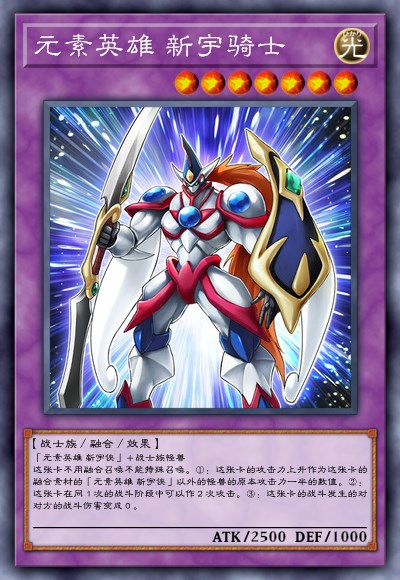 元素英雄 新宇骑士
ひかり
光
【战士族／融合／效果】
「元素英雄 新宇侠」＋战士族怪兽
这张卡不用融合召唤不能特殊召唤。①：这张卡的攻击力上升作为这张卡的
融合素材的「元素英雄 新宇侠」以外的怪兽的原本攻击力一半的数值。②：
这张卡在同1次的战斗阶段中可以作2次攻击。③：这张卡的战斗发生的对
对方的战斗伤害变成0。
ATK/2500 DEF/1000